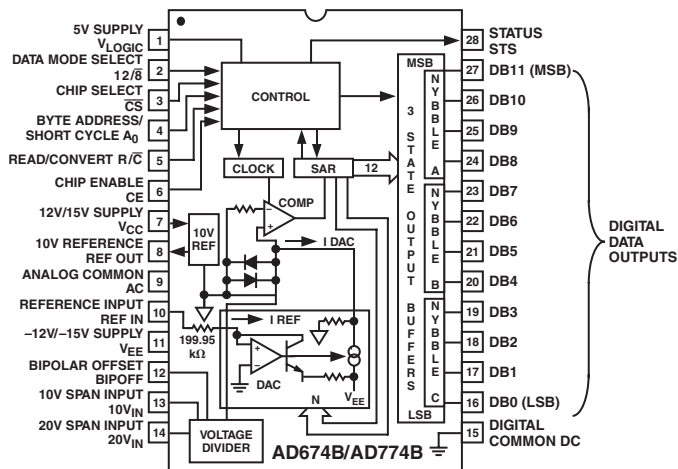 5V SUPPLY
VLOGIC
1
DATA MODE SELECT
12/8̅
2
CHIP SELECT
C̅S̅
3
BYTE ADDRESS/
SHORT CYCLE A0
4
READ/CONVERT R/C̅
5
CHIP ENABLE
CE
6
12V/15V SUPPLY
VCC
7
10V REFERENCE
REF OUT
8
ANALOG COMMON
AC
9
REFERENCE INPUT
REF IN
10
–12V/–15V SUPPLY
VEE
11
BIPOLAR OFFSET
BIPOFF
12
10V SPAN INPUT
10VIN
13
20V SPAN INPUT
20VIN
14
CONTROL
CLOCK
SAR
12
COMP
–
+
10V
REF
I DAC
I REF
199.95
kΩ
+
–
DAC
VEE
N
VOLTAGE
DIVIDER
AD674B/AD774B
MSB
3 STATE OUTPUT BUFFERS
LSB
NYBBLE A
NYBBLE B
NYBBLE C
28
STATUS
STS
27
DB11 (MSB)
26
DB10
25
DB9
24
DB8
23
DB7
22
DB6
21
DB5
20
DB4
19
DB3
18
DB2
17
DB1
16
DB0 (LSB)
15
DIGITAL
COMMON DC
DIGITAL
DATA
OUTPUTS